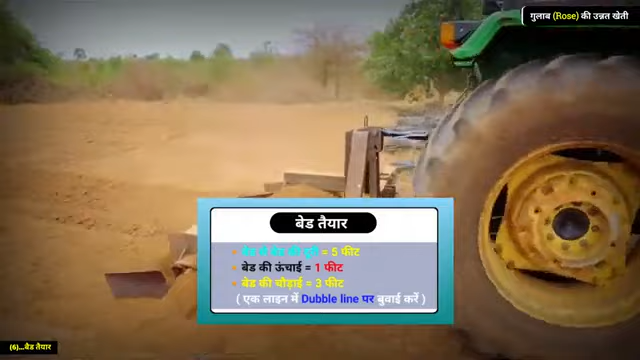 गुलाब (Rose) की उन्नत खेती
बेड तैयार
बेड से बेड की दुरी = 5 फीट
बेड की ऊंचाई = 1 फीट
बेड की चौड़ाई = 3 फीट
( एक लाइन में Dubble line पर बुवाई करें )
(6)...बेड तैयार